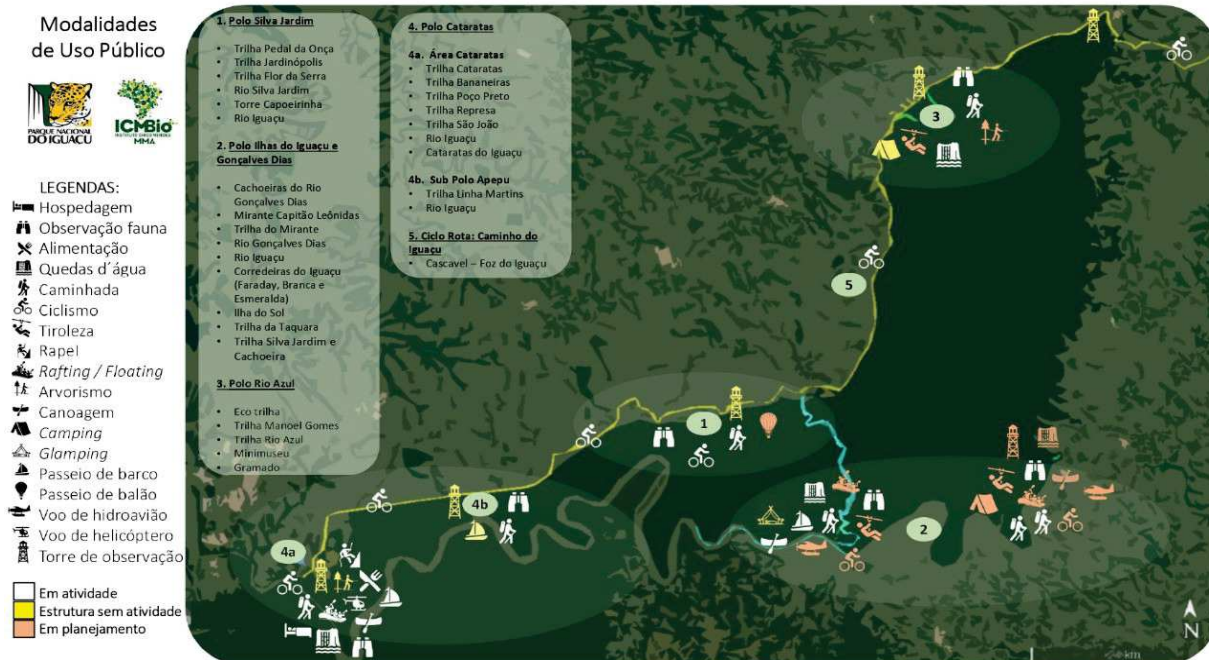 Modalidades
de Uso Público
PARQUE NACIONAL
DO IGUAÇU
ICMBio
INSTITUTO CHICO MENDES
MMA
LEGENDAS:
Hospedagem
Observação fauna
Alimentação
Quedas d´água
Caminhada
Ciclismo
Tiroleza
Rapel
Rafting / Floating
Arvorismo
Canoagem
Camping
Glamping
Passeio de barco
Passeio de balão
Voo de hidroavião
Voo de helicóptero
Torre de observação
Em atividade
Estrutura sem atividade
Em planejamento
1. Polo Silva Jardim
• Trilha Pedal da Onça
• Trilha Jardinópolis
• Trilha Flor da Serra
• Rio Silva Jardim
• Torre Capoeirinha
• Rio Iguaçu
2. Polo Ilhas do Iguaçu e
Gonçalves Dias
• Cachoeiras do Rio
Gonçalves Dias
• Mirante Capitão Leônidas
• Trilha do Mirante
• Rio Gonçalves Dias
• Rio Iguaçu
• Corredeiras do Iguaçu
(Faraday, Branca e
Esmeralda)
• Ilha do Sol
• Trilha da Taquara
• Trilha Silva Jardim e
Cachoeira
3. Polo Rio Azul
• Eco trilha
• Trilha Manoel Gomes
• Trilha Rio Azul
• Minimuseu
• Gramado
4. Polo Cataratas
4a. Área Cataratas
• Trilha Cataratas
• Trilha Bananeiras
• Trilha Poço Preto
• Trilha Represa
• Trilha São João
• Rio Iguaçu
• Cataratas do Iguaçu
4b. Sub Polo Apepu
• Trilha Linha Martins
• Rio Iguaçu
5. Ciclo Rota: Caminho do
Iguaçu
• Cascavel – Foz do Iguaçu
3
5
1
4b
2
4a
N
km